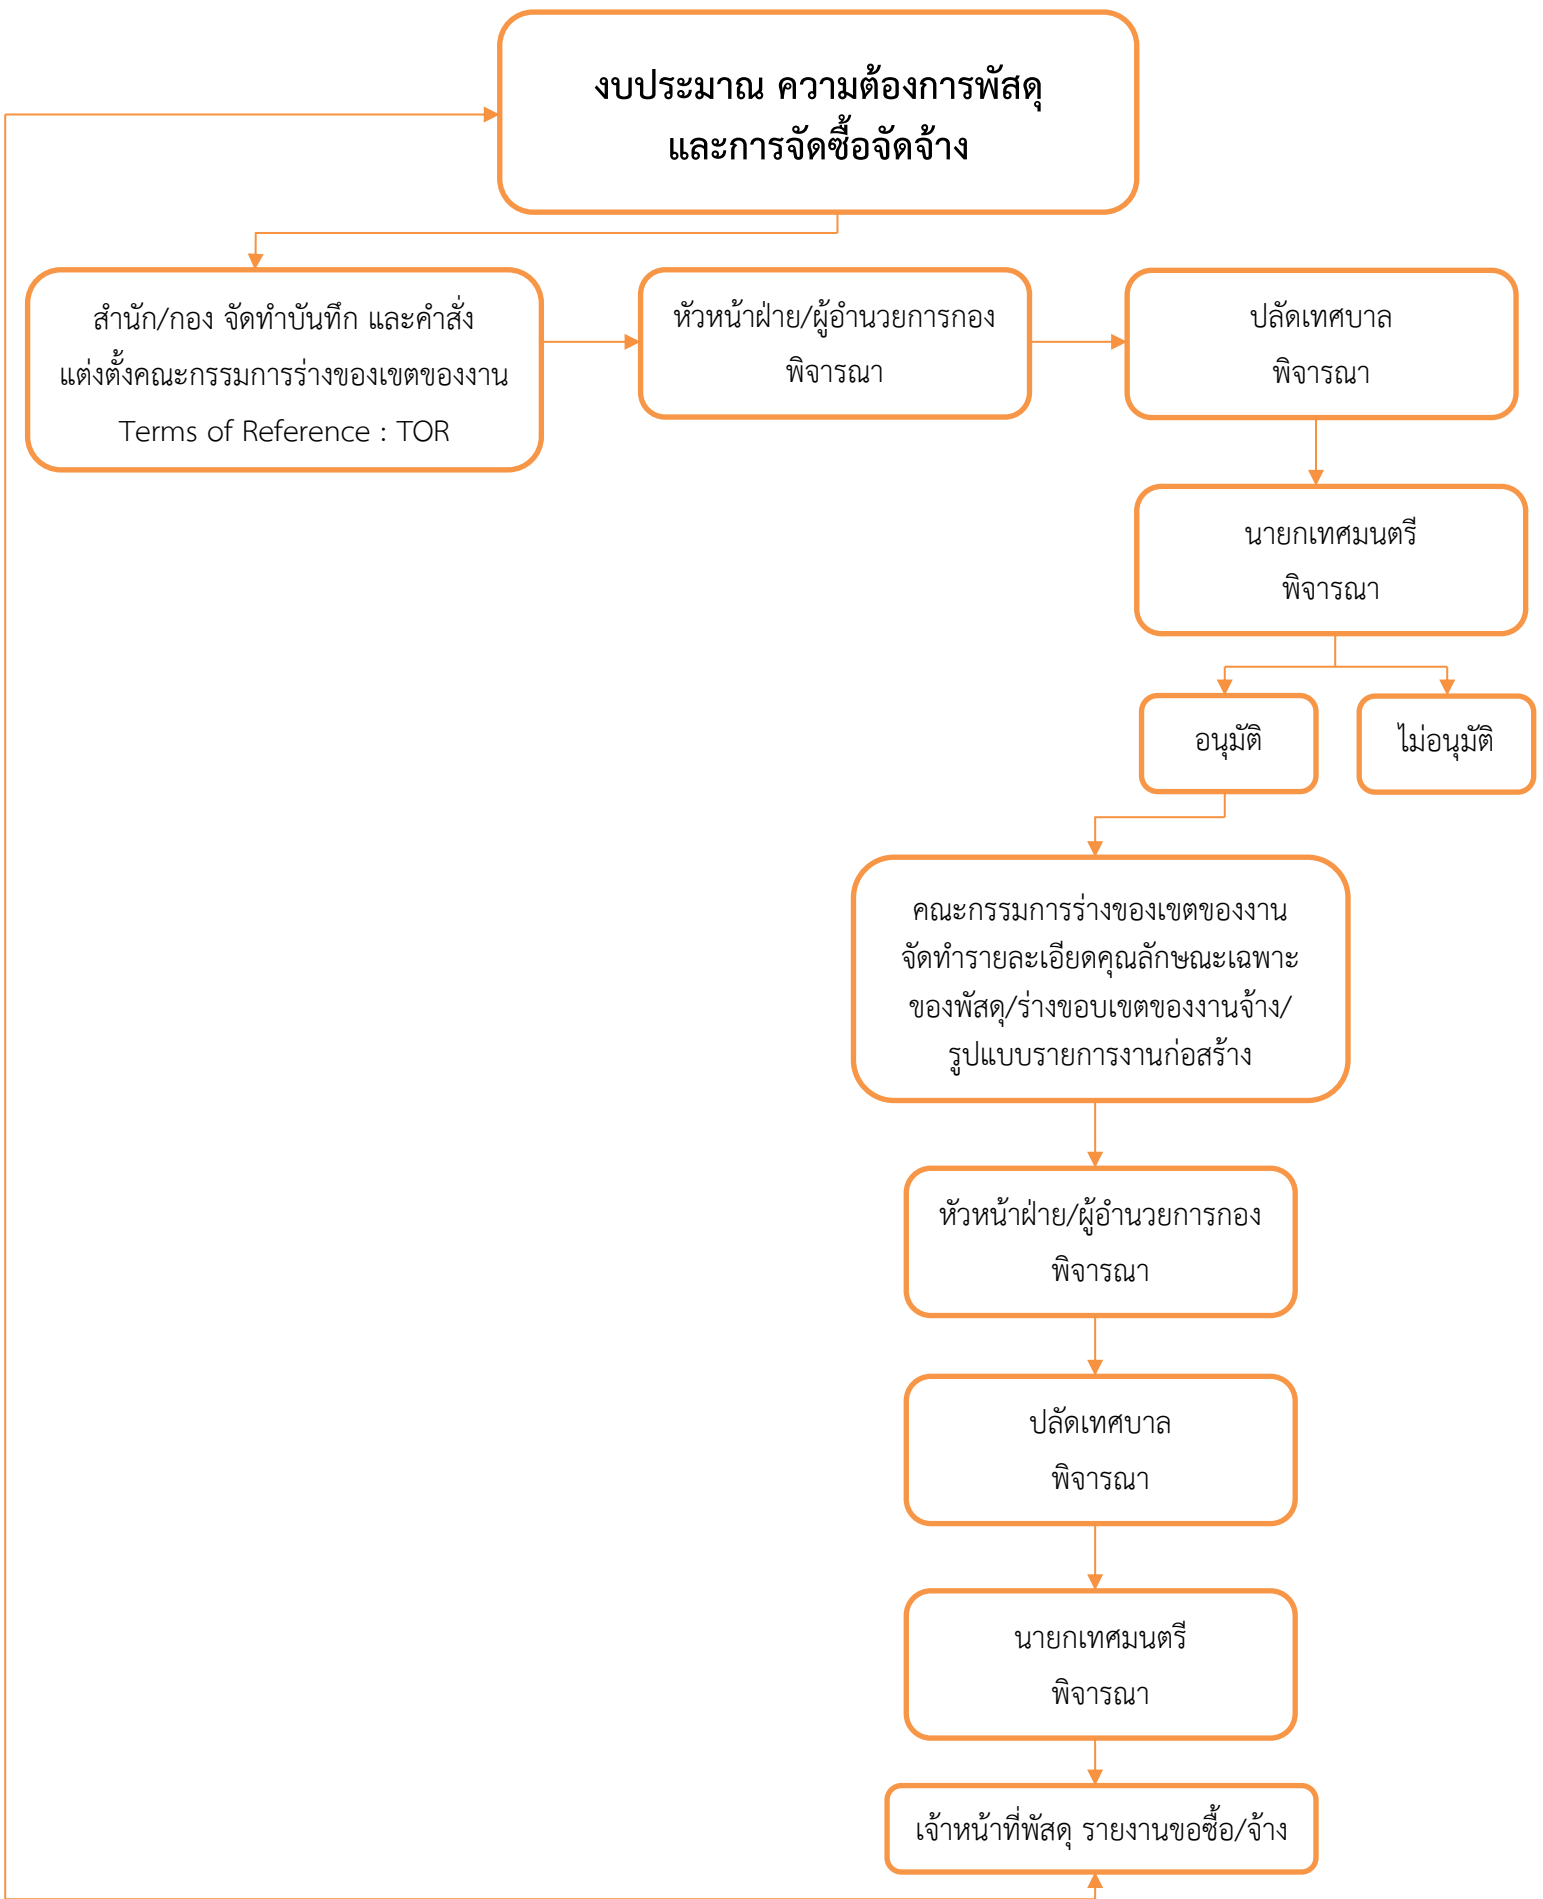 งบประมาณ ความต้องการพัสดุ
และการจัดซื้อจัดจ้าง
สำนัก/กอง จัดทำบันทึก และคำสั่ง
แต่งตั้งคณะกรรมการร่างของเขตของงาน
Terms of Reference : TOR
หัวหน้าฝ่าย/ผู้อำนวยการกอง
พิจารณา
ปลัดเทศบาล
พิจารณา
นายกเทศมนตรี
พิจารณา
อนุมัติ
ไม่อนุมัติ
คณะกรรมการร่างของเขตของงาน
จัดทำรายละเอียดคุณลักษณะเฉพาะ
ของพัสดุ/ร่างขอบเขตของงานจ้าง/
รูปแบบรายการงานก่อสร้าง
หัวหน้าฝ่าย/ผู้อำนวยการกอง
พิจารณา
ปลัดเทศบาล
พิจารณา
นายกเทศมนตรี
พิจารณา
เจ้าหน้าที่พัสดุ รายงานขอซื้อ/จ้าง